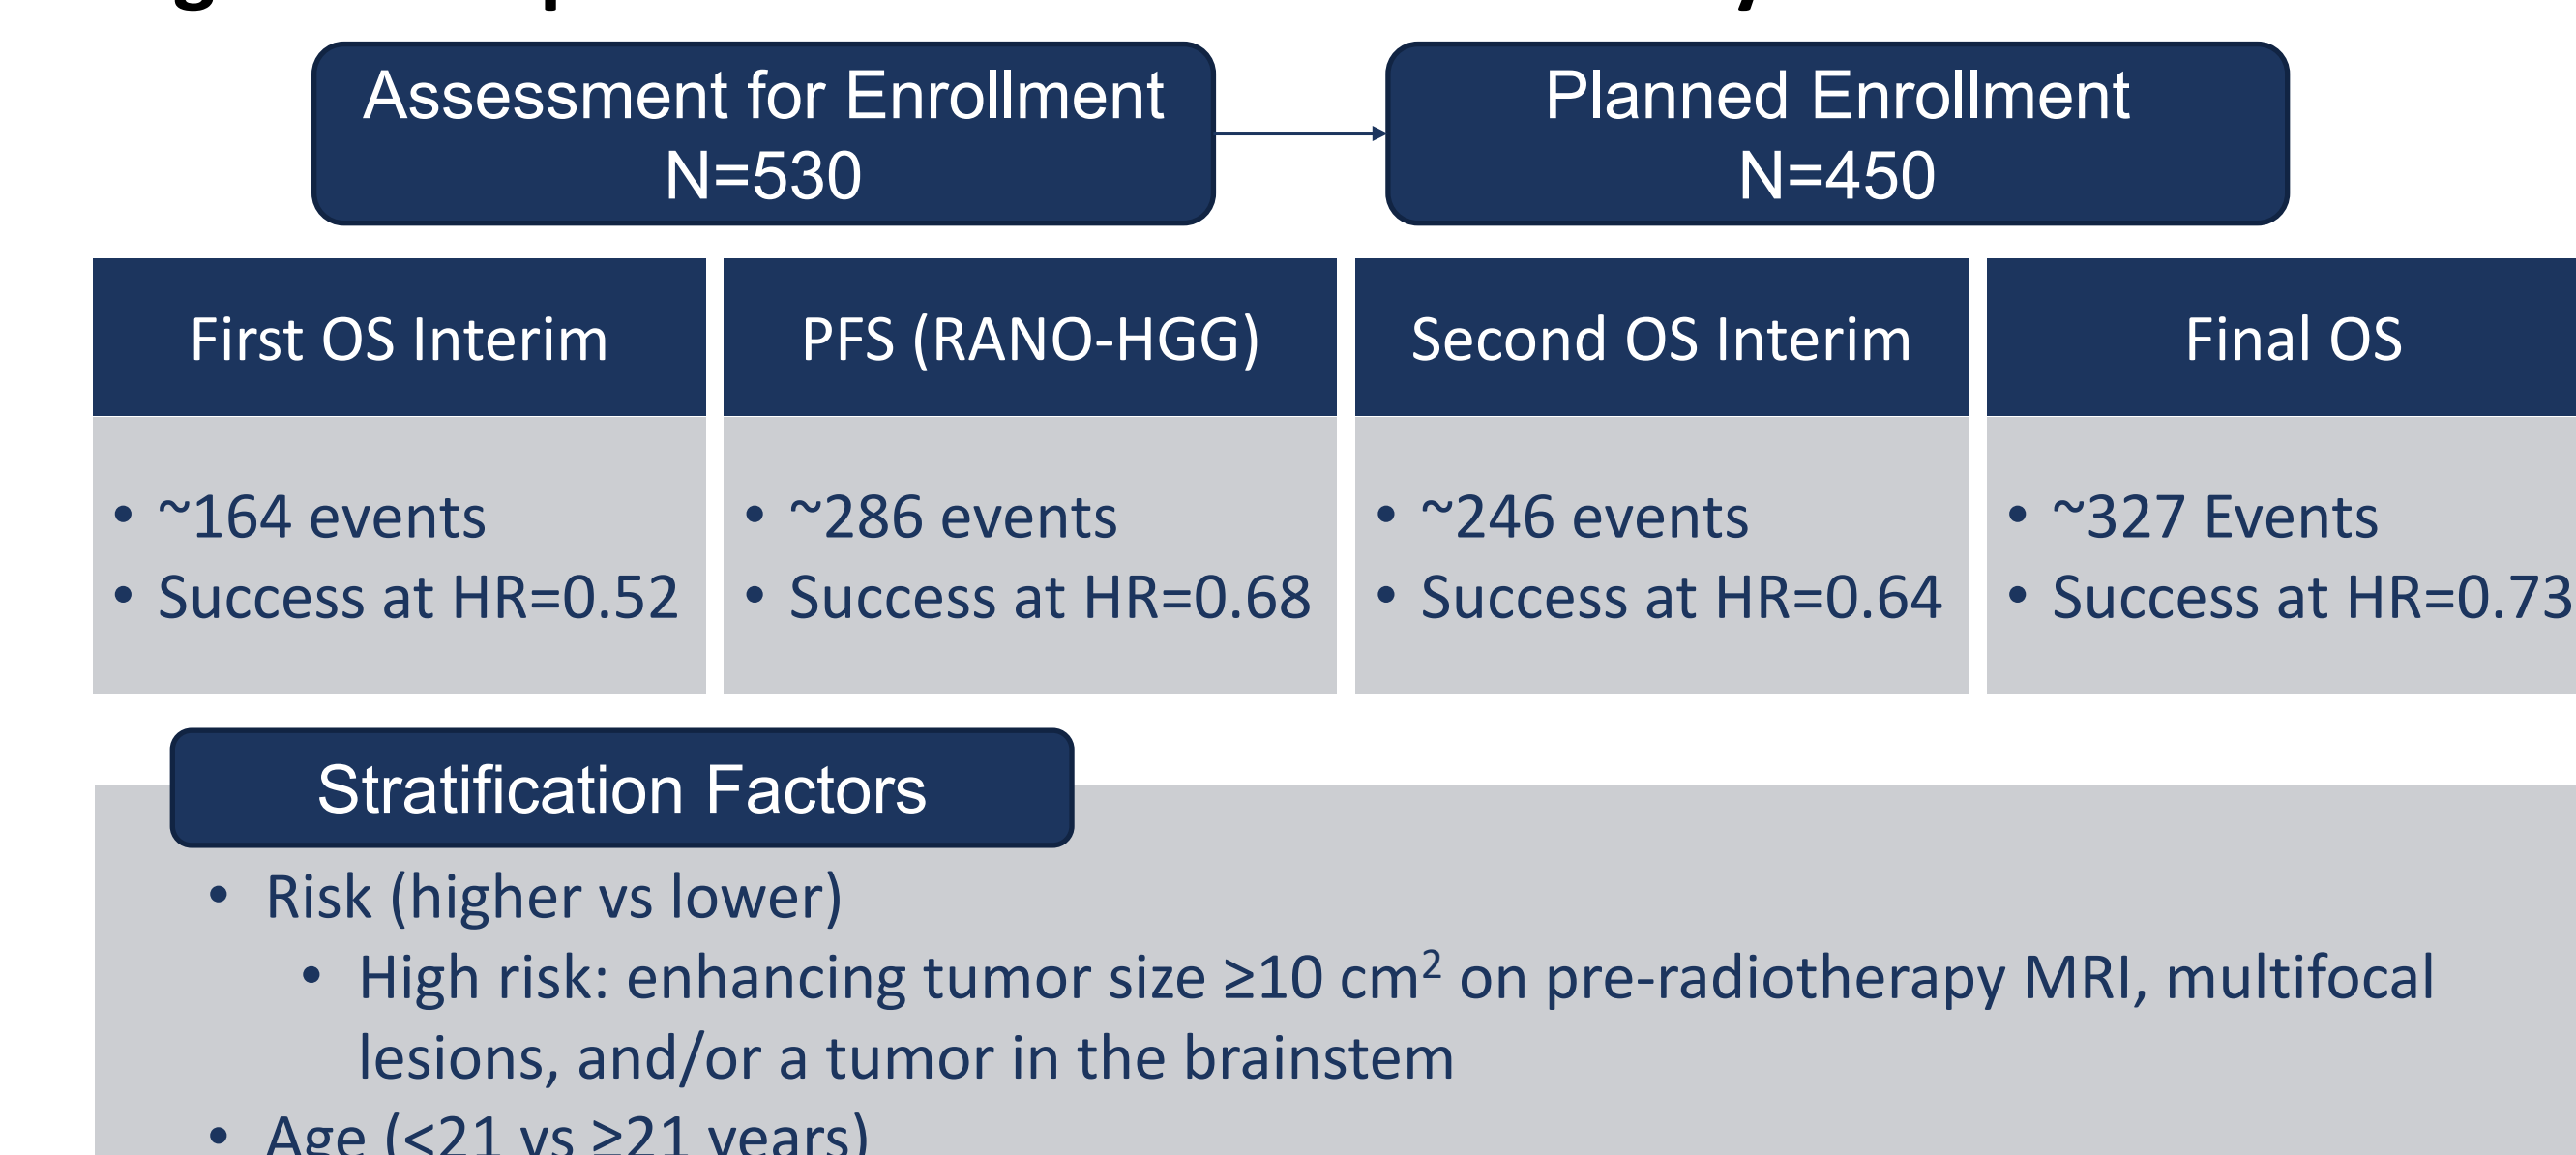 Assessment for Enrollment
N=530
Planned Enrollment
N=450
First OS Interim
• ~164 events
• Success at HR=0.52
PFS (RANO-HGG)
• ~286 events
• Success at HR=0.68
Second OS Interim
• ~246 events
• Success at HR=0.64
Final OS
• ~327 Events
• Success at HR=0.73
Stratification Factors
• Risk (higher vs lower)
• High risk: enhancing tumor size ≥10 cm² on pre-radiotherapy MRI, multifocal
lesions, and/or a tumor in the brainstem
• Age (<21 vs ≥21 years)